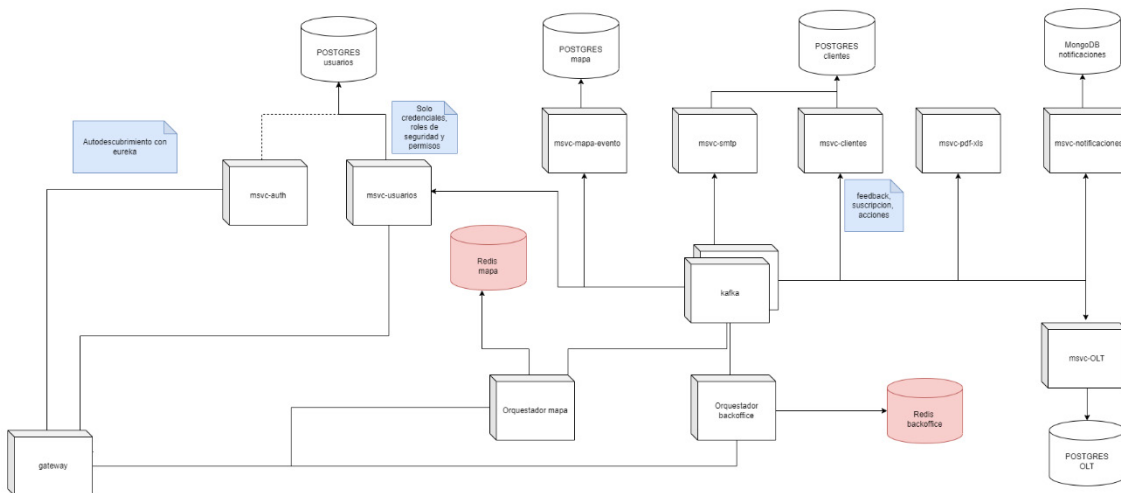 POSTGRES
usuarios
POSTGRES
mapa
POSTGRES
clientes
MongoDB
notificaciones
Autodescubrimiento con
eureka
Solo
credenciales,
roles de
seguridad y
permisos
msvc-mapa-evento
msvc-smtp
msvc-clientes
msvc-pdf-xls
msvc-notificaciones
msvc-auth
msvc-usuarios
feedback,
suscripcion,
acciones
Redis
mapa
kafka
msvc-OLT
Orquestador mapa
Orquestador
backoffice
Redis
backoffice
gateway
POSTGRES
OLT